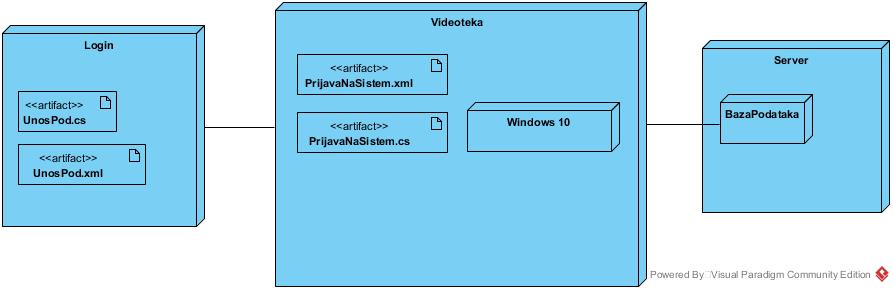 Login
<<artifact>>
UnosPod.cs
<<artifact>>
UnosPod.xml
Videoteka
<<artifact>>
PrijavaNaSistem.xml
<<artifact>>
PrijavaNaSistem.cs
Windows 10
Server
BazaPodataka
Powered By Visual Paradigm Community Edition